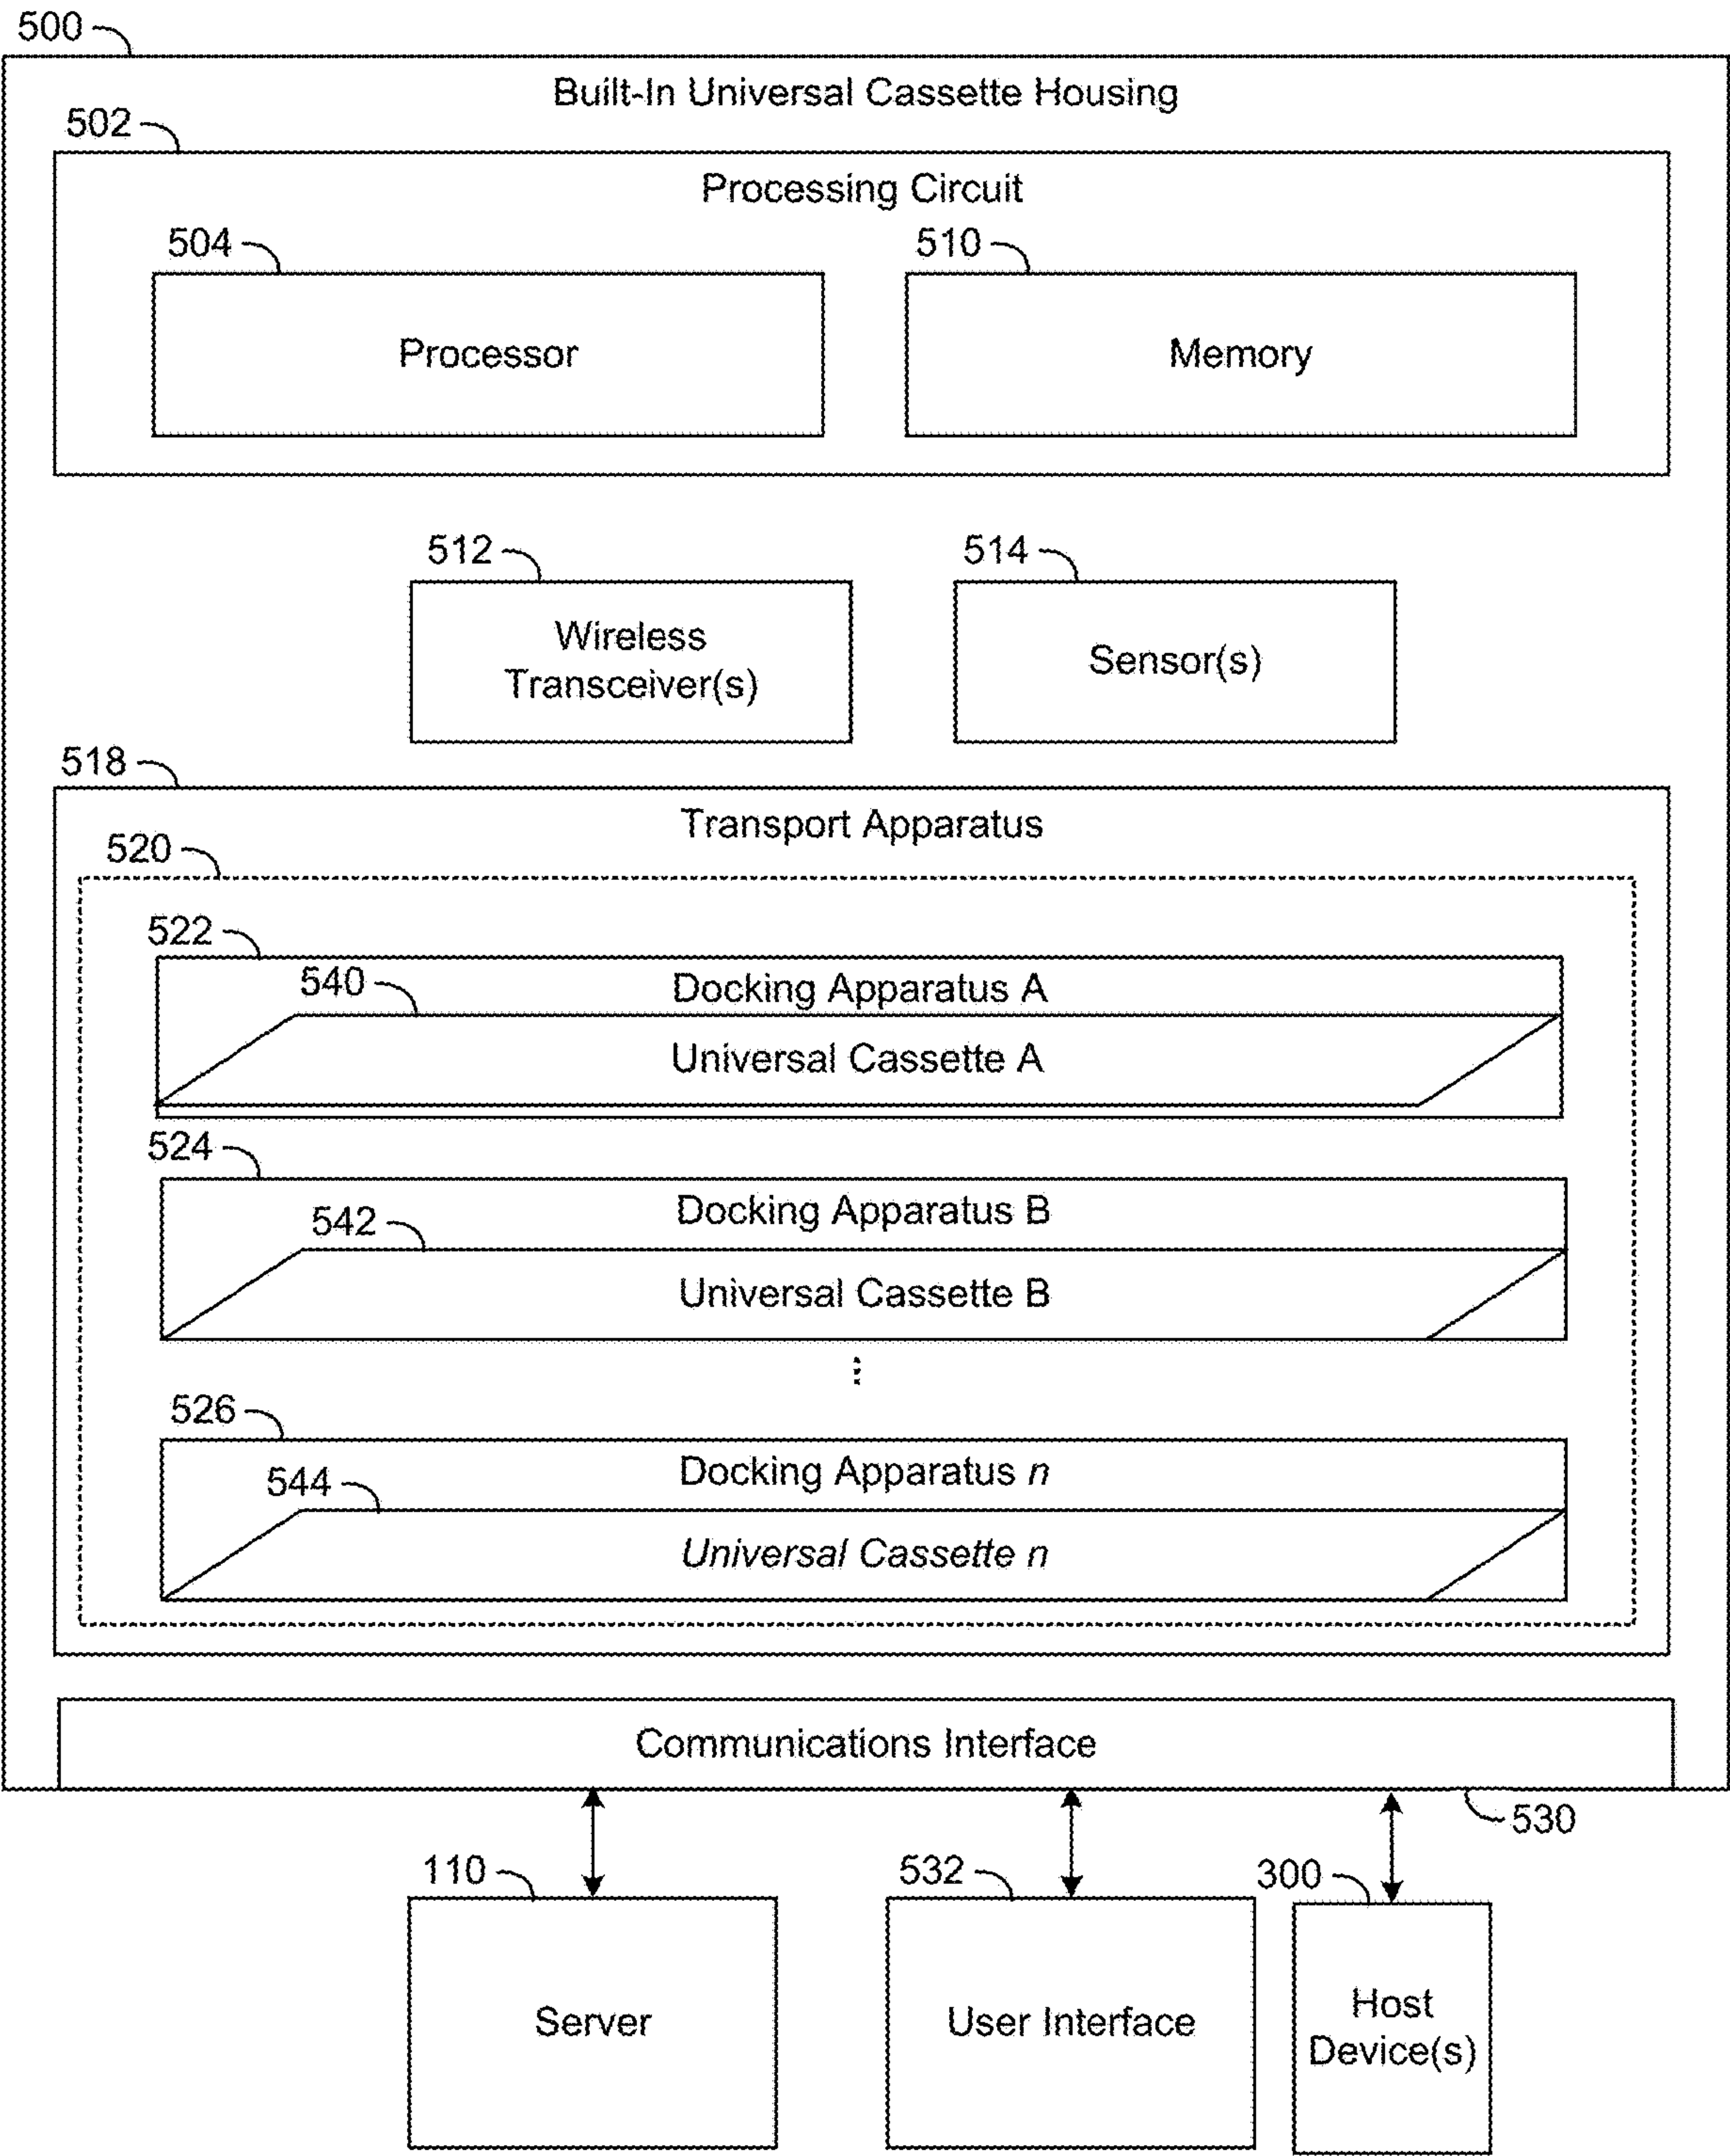 500
Built-In Universal Cassette Housing
502
Processing Circuit
504
510
Processor
Memory
512
514
Wireless
Transceiver(s)
Sensor(s)
518
Transport Apparatus
520
522
540
Docking Apparatus A
Universal Cassette A
524
542
Docking Apparatus B
Universal Cassette B
⋮
526
544
Docking Apparatus n
Universal Cassette n
Communications Interface
530
110
532
300
Server
User Interface
Host
Device(s)